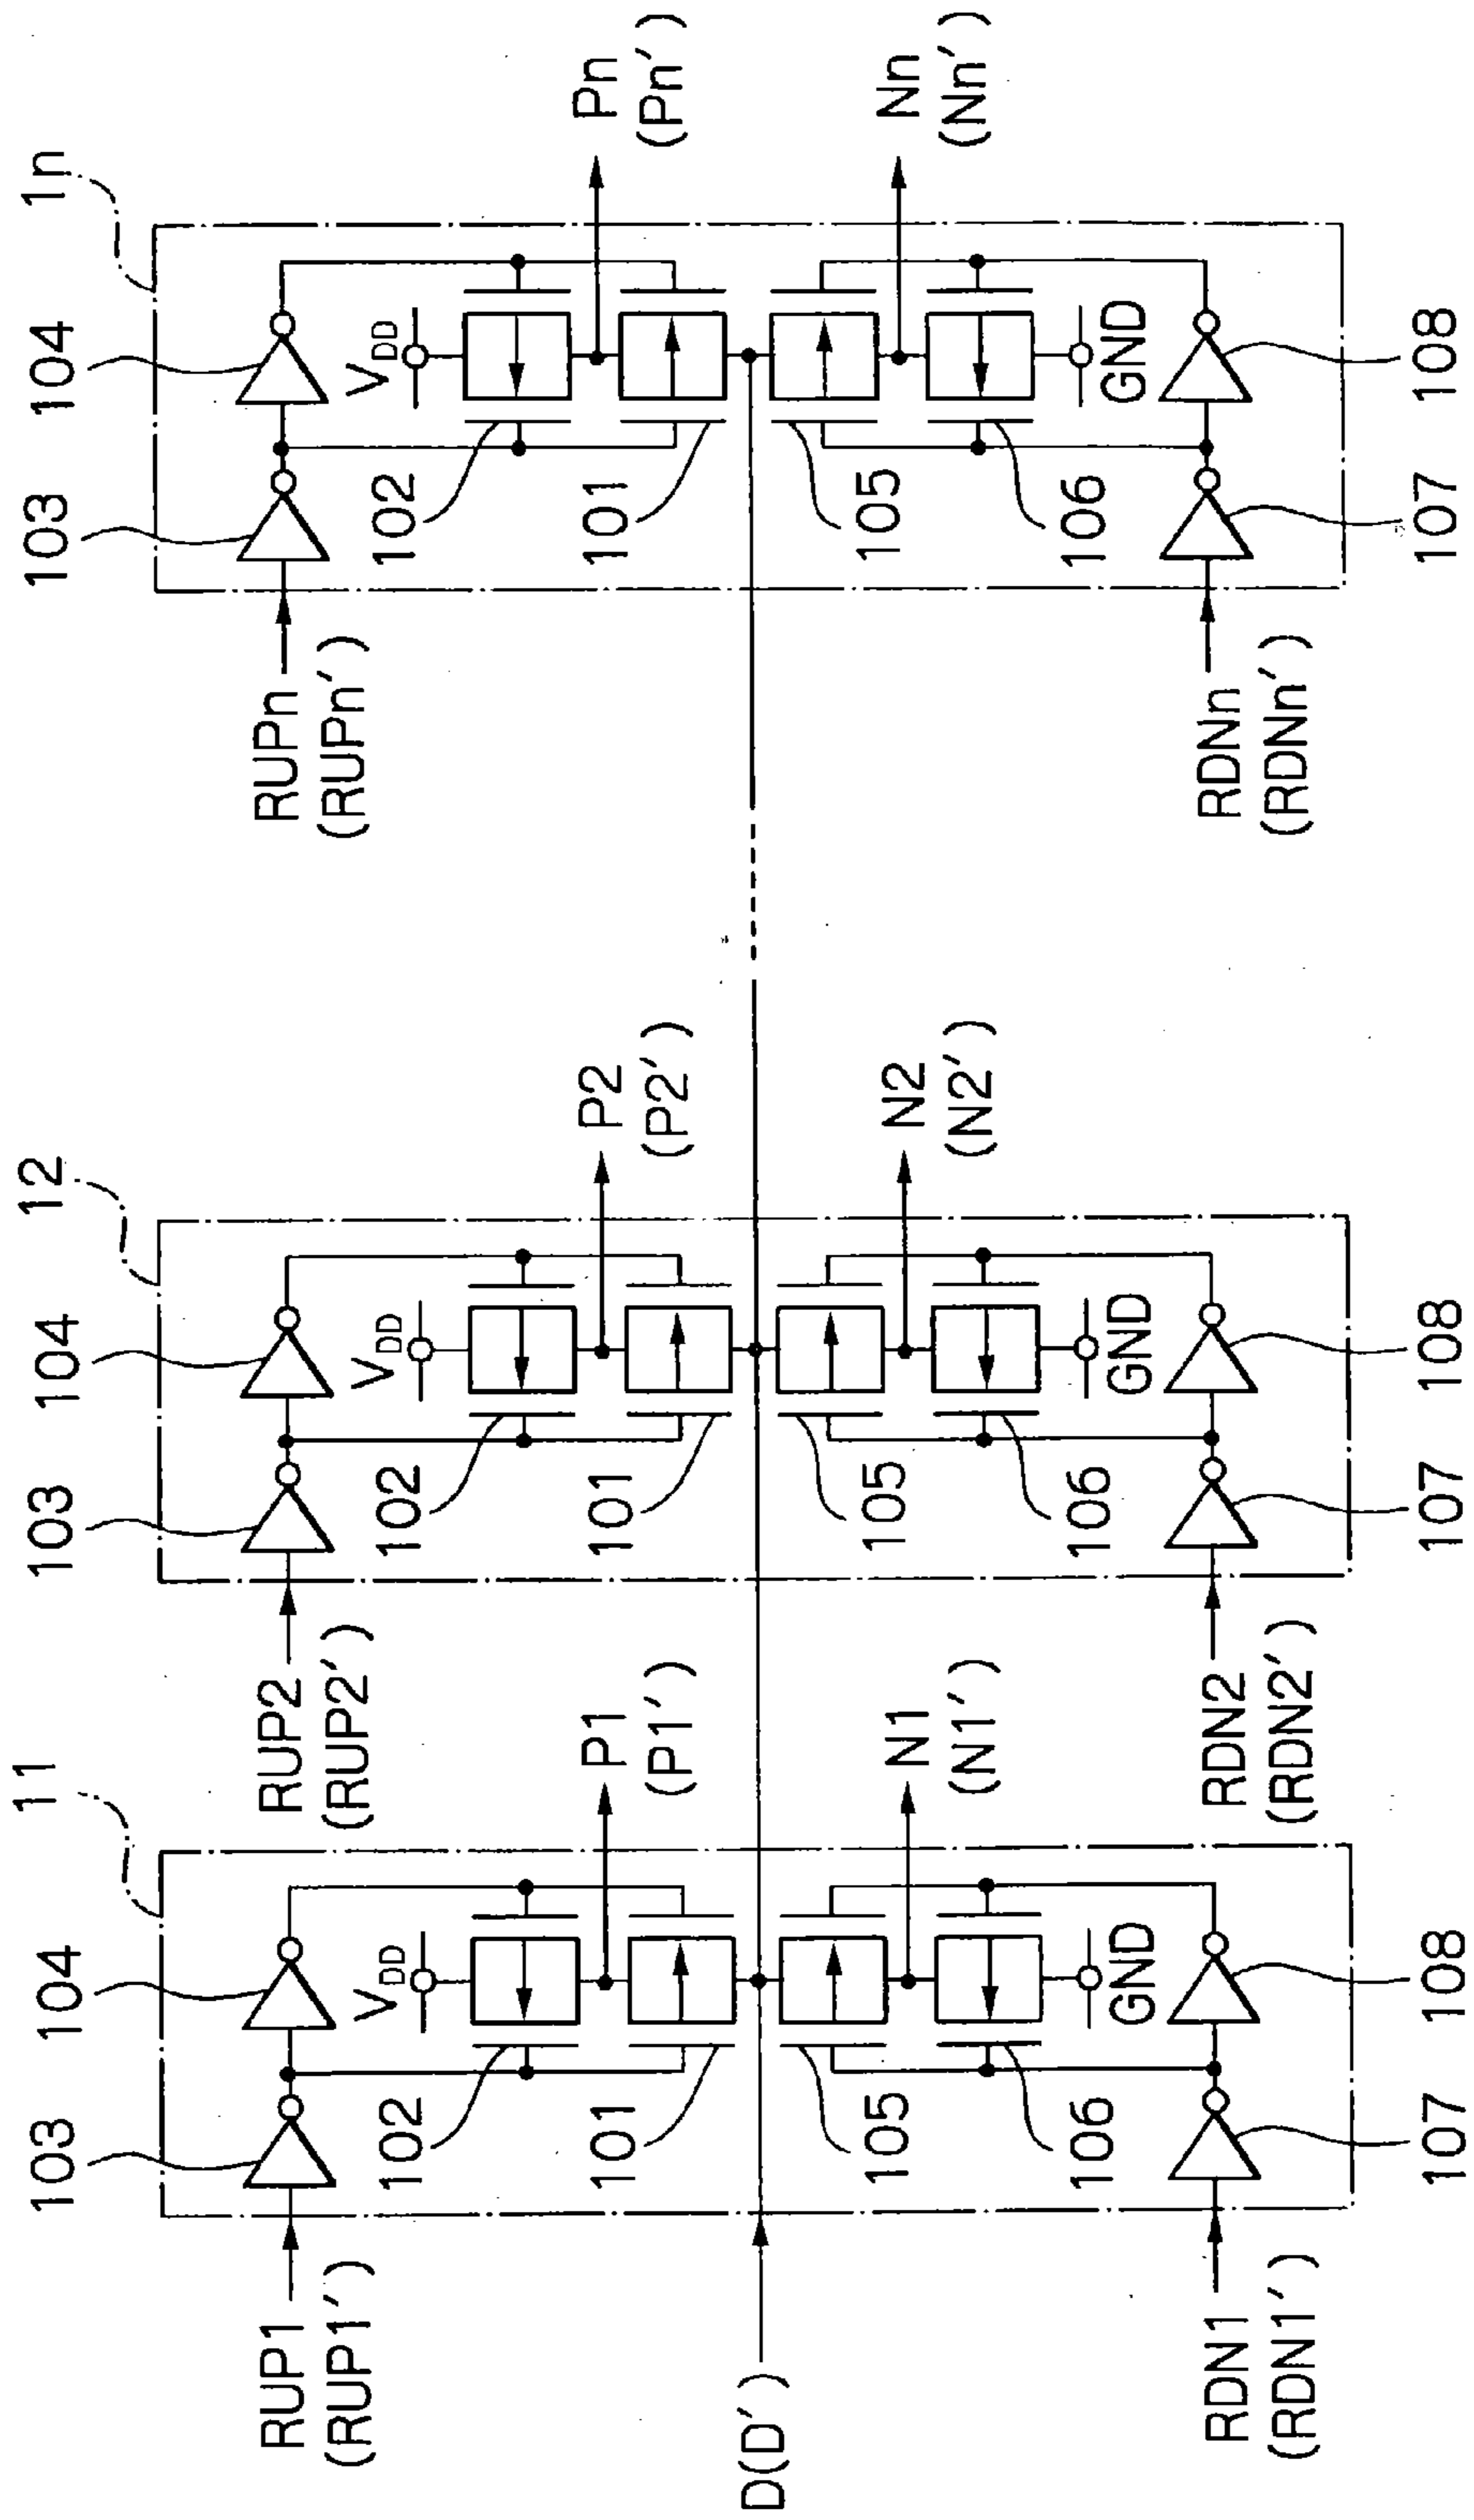 11
12
1n
103
104
103
104
103
104
RUP1
(RUP1′)
RUP2
(RUP2′)
RUPn
(RUPn′)
VDD
VDD
VDD
102
102
102
P1
(P1′)
P2
(P2′)
Pn
(Pn′)
101
101
101
D(D′)
105
105
105
N1
(N1′)
N2
(N2′)
Nn
(Nn′)
106
106
106
GND
GND
GND
RDN1
(RDN1′)
RDN2
(RDN2′)
RDNn
(RDNn′)
107
108
107
108
107
108